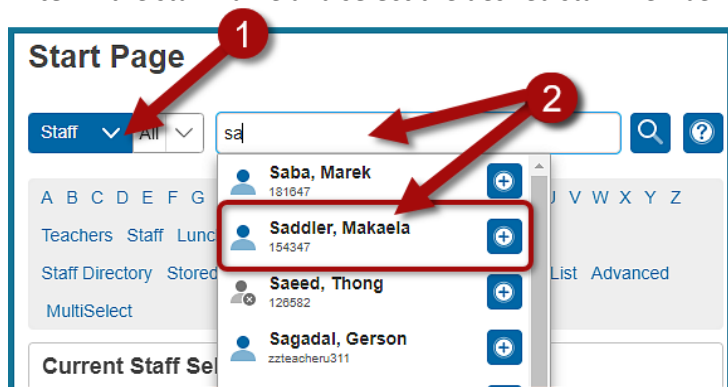 1
Start Page
2
Staff All sa
A B C D E F G J V W X Y Z
Teachers Staff Lunc
Staff Directory Stored List Advanced
MultiSelect
Saba, Marek
181647
Saddler, Makaela
154347
Saeed, Thong
126582
Sagadal, Gerson
zzteacheru311
Current Staff Sel